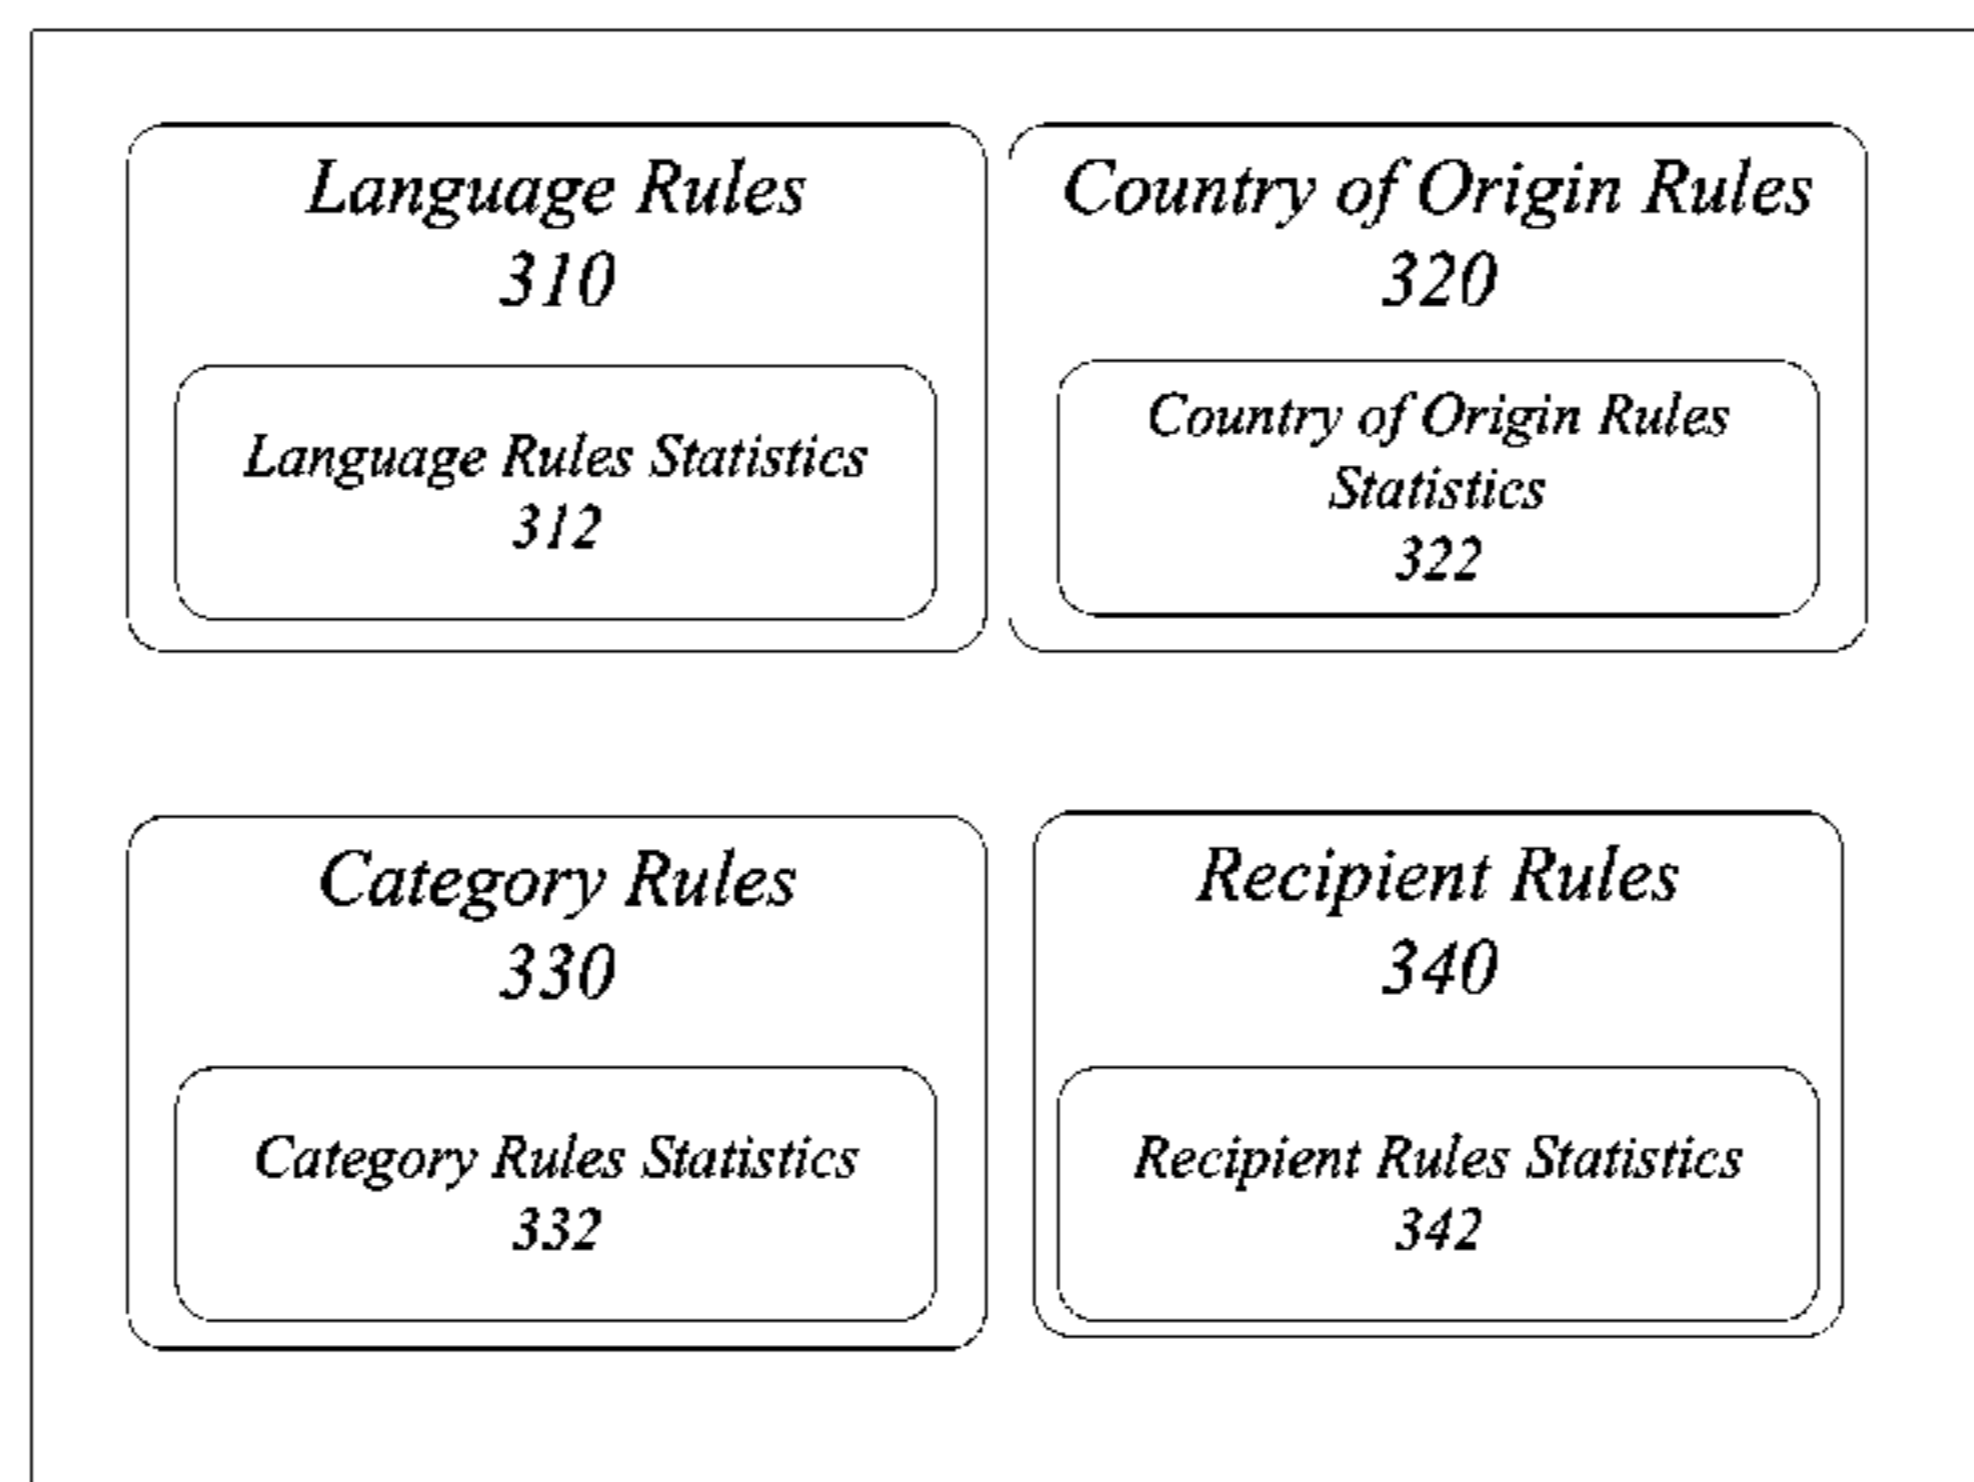 Language Rules
310
Language Rules Statistics
312
Country of Origin Rules
320
Country of Origin Rules
Statistics
322
Category Rules
330
Category Rules Statistics
332
Recipient Rules
340
Recipient Rules Statistics
342